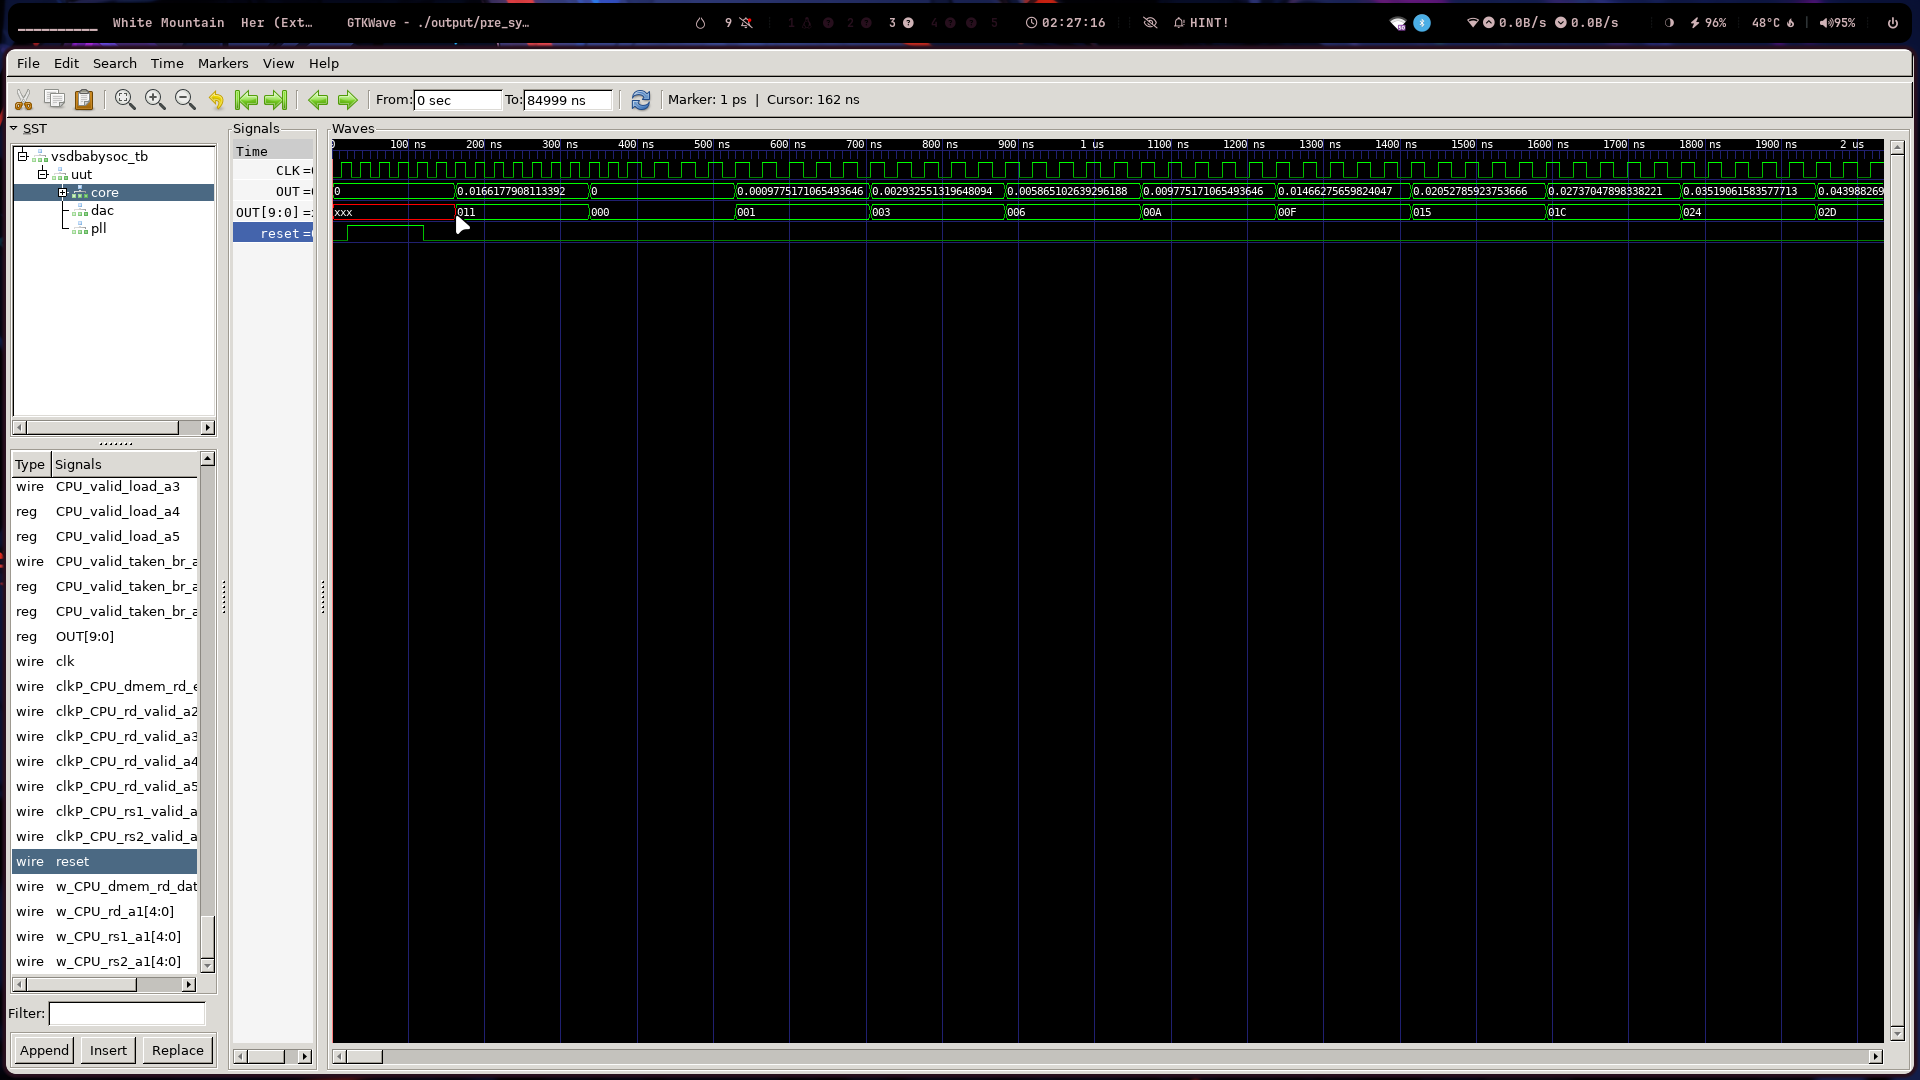 White Mountain Her (Ext… GTKWave - ./output/pre_sy… 9 1 2 3 4 5 02:27:16 HINT! 0.0B/s 0.0B/s 96% 48°C 95%
File Edit Search Time Markers View Help
From: 0 sec To: 84999 ns Marker: 1 ps | Cursor: 162 ns
SST
vsdbabysoc_tb
uut
core
dac
pll
Type Signals
wire CPU_valid_load_a3
reg CPU_valid_load_a4
reg CPU_valid_load_a5
wire CPU_valid_taken_br_a
reg CPU_valid_taken_br_a
reg CPU_valid_taken_br_a
reg OUT[9:0]
wire clk
wire clkP_CPU_dmem_rd_e
wire clkP_CPU_rd_valid_a2
wire clkP_CPU_rd_valid_a3
wire clkP_CPU_rd_valid_a4
wire clkP_CPU_rd_valid_a5
wire clkP_CPU_rs1_valid_a
wire clkP_CPU_rs2_valid_a
wire reset
wire w_CPU_dmem_rd_dat
wire w_CPU_rd_a1[4:0]
wire w_CPU_rs1_a1[4:0]
wire w_CPU_rs2_a1[4:0]
Filter:
Append Insert Replace
Signals
Time
CLK =
OUT =
OUT[9:0] =
reset =
Waves
0 100 ns 200 ns 300 ns 400 ns 500 ns 600 ns 700 ns 800 ns 900 ns 1 us 1100 ns 1200 ns 1300 ns 1400 ns 1500 ns 1600 ns 1700 ns 1800 ns 1900 ns 2 us
0 0.0166177908113392 0 0.0009775171065493646 0.002932551319648094 0.005865102639296188 0.009775171065493646 0.01466275659824047 0.02052785923753666 0.02737047898338221 0.03519061583577713 0.043988269
xxx 011 000 001 003 006 00A 00F 015 01C 024 02D